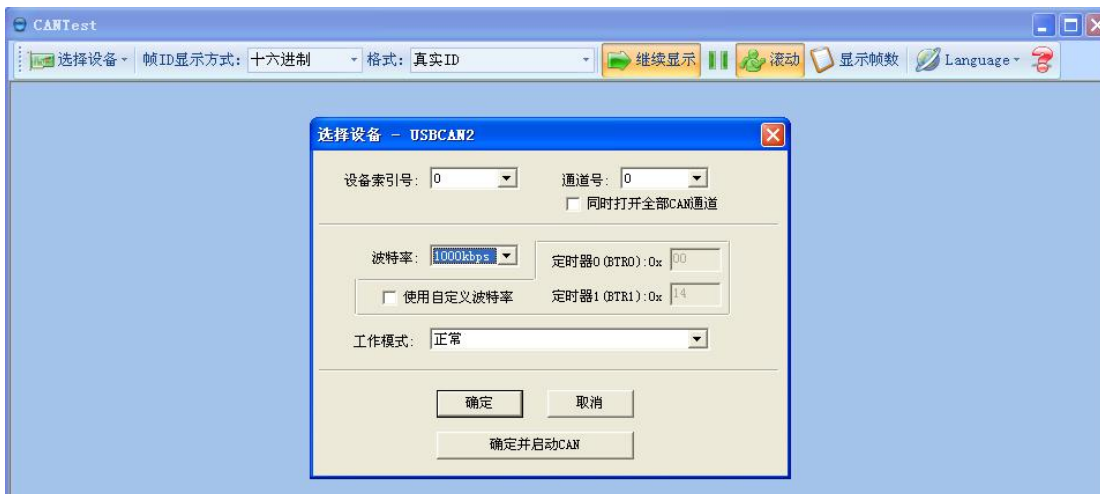 CANTest
选择设备 帧ID显示方式: 十六进制 格式: 真实ID 继续显示 滚动 显示帧数 Language
选择设备 - USBCAN2
设备索引号: 0 通道号: 0
同时打开全部CAN通道
波特率: 1000kbps 定时器0(BTR0):0x 00
使用自定义波特率 定时器1(BTR1):0x 14
工作模式: 正常
确定 取消
确定并启动CAN